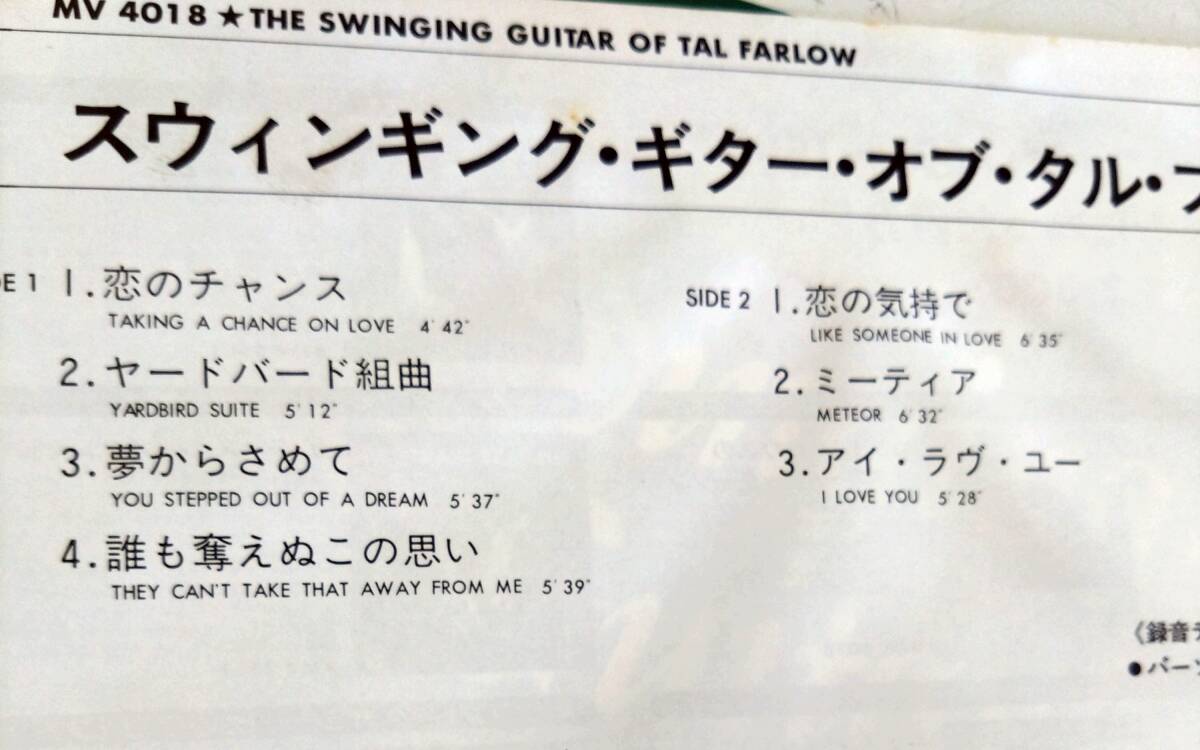 MV 4018 ★ THE SWINGING GUITAR OF TAL FARLOW
スウィンギング・ギター・オブ・タル・フ
E 1 1. 恋のチャンス
TAKING A CHANCE ON LOVE 4' 42"
2. ヤードバード組曲
YARDBIRD SUITE 5' 12"
3. 夢からさめて
YOU STEPPED OUT OF A DREAM 5' 37"
4. 誰も奪えぬこの思い
THEY CAN'T TAKE THAT AWAY FROM ME 5' 39"
SIDE 2 1. 恋の気持で
LIKE SOMEONE IN LOVE 6' 35"
2. ミーティア
METEOR 6' 32"
3. アイ・ラヴ・ユー
I LOVE YOU 5' 28"
《録音デ
●バーン